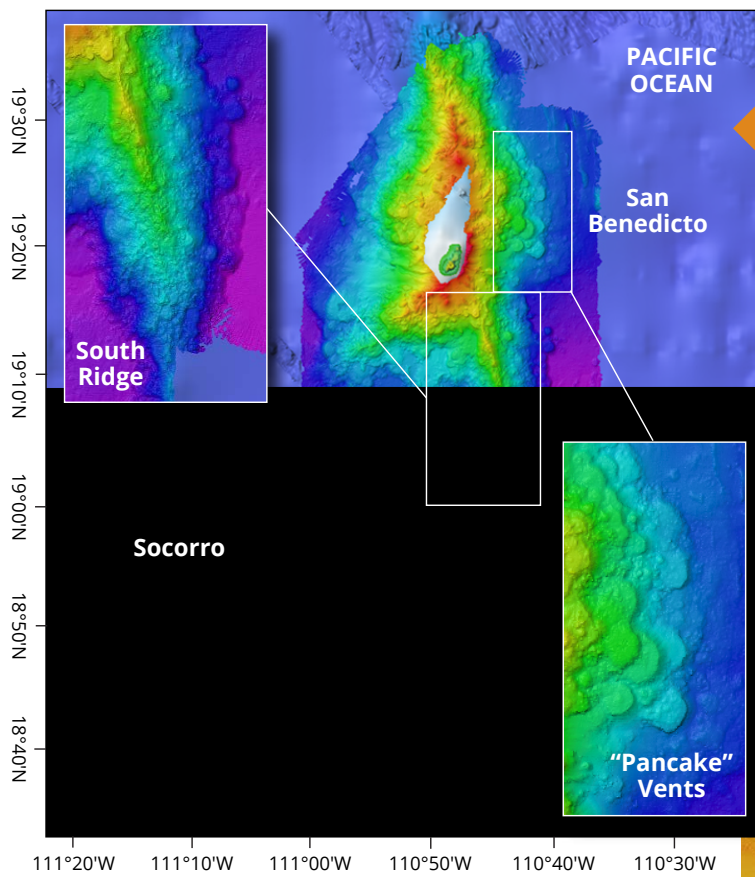 PACIFIC
OCEAN
San
Benedicto
South
Ridge
Socorro
“Pancake”
Vents
19°30'N
19°20'N
19°10'N
19°00'N
18°50'N
18°40'N
111°20'W
111°10'W
111°00'W
110°50'W
110°40'W
110°30'W